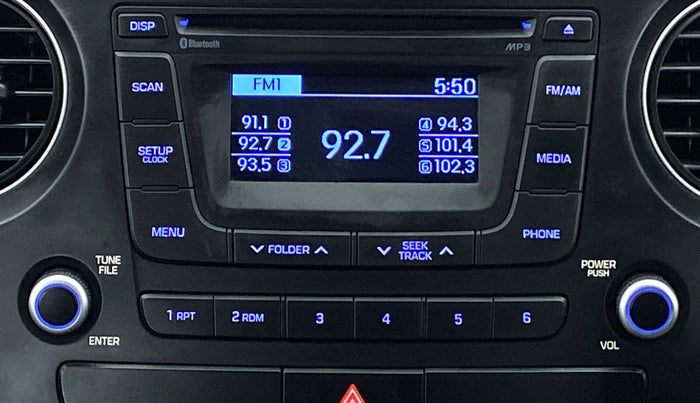 DISP
Bluetooth
MP3
FM1 5:50
SCAN
FM/AM
91.1 1
92.7 2
93.5 3
92.7
4 94.3
5 101.4
6 102.3
SETUP
CLOCK
MEDIA
MENU
PHONE
FOLDER
SEEK
TRACK
TUNE
FILE
POWER
PUSH
1 RPT
2 RDM
3
4
5
6
ENTER
VOL